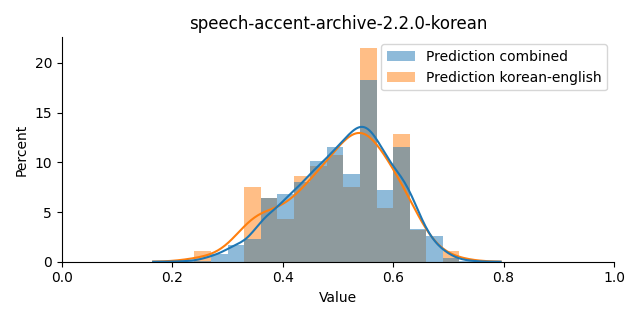 speech-accent-archive-2.2.0-korean
Prediction combined
Prediction korean-english
Percent
20
15
10
5
0
0.0 0.2 0.4 0.6 0.8 1.0
Value